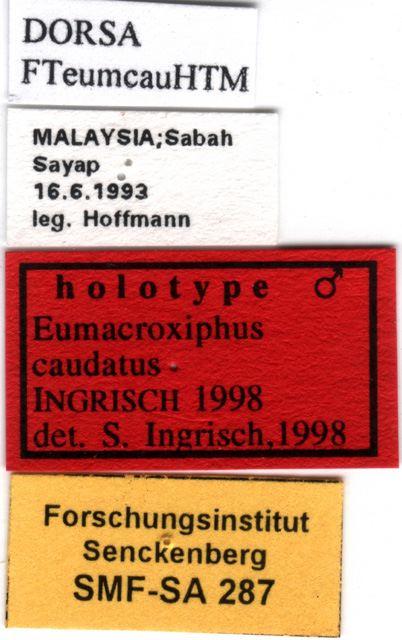 DORSA
FTeumcauHTM
MALAYSIA;Sabah
Sayap
16.6.1993
leg. Hoffmann
holotype ♂
Eumacroxiphus
caudatus
INGRISCH 1998
det. S. Ingrisch,1998
Forschungsinstitut
Senckenberg
SMF-SA 287